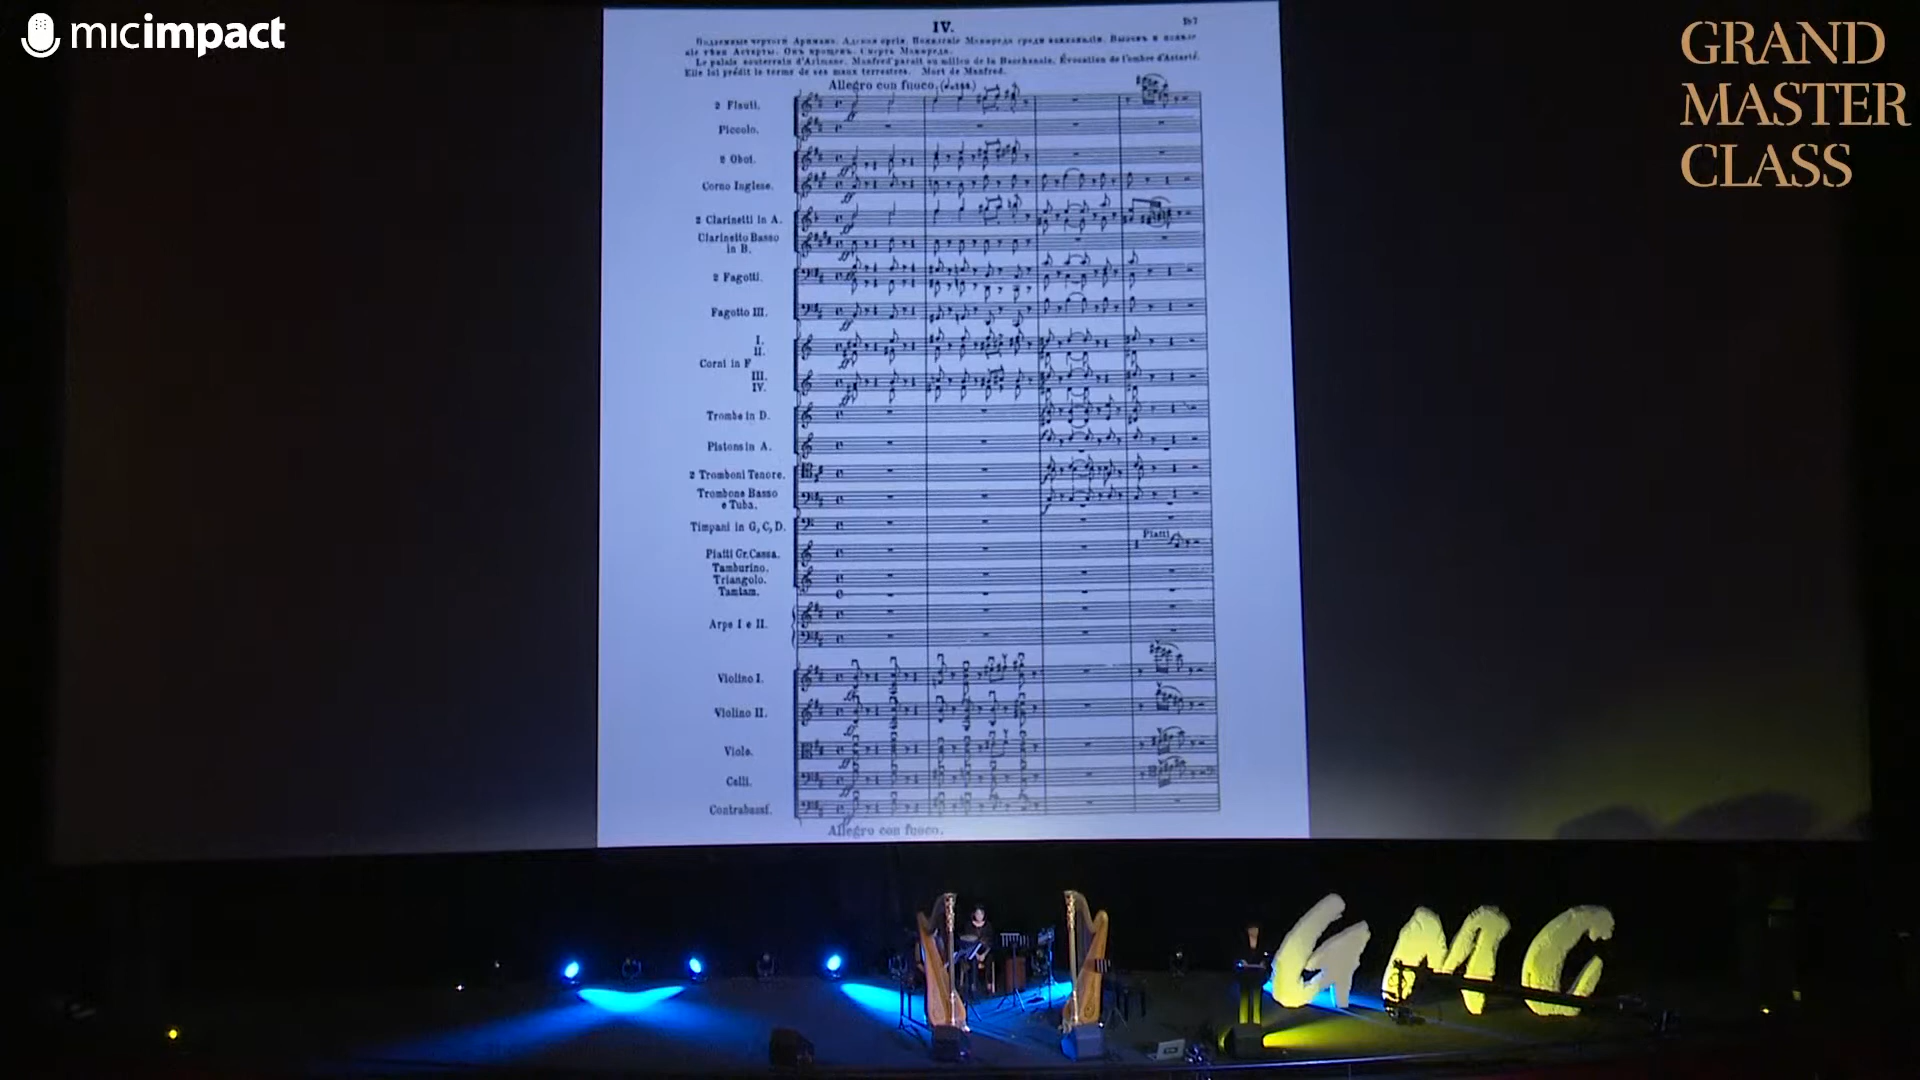 micimpact
GRAND
MASTER
CLASS
IV.
Le palais souterrain d'Arimane. Manfred paraît au milieu de la Bacchanale. Évocation de l'ombre d'Astarté.
Elle lui prédit le terme de ses maux terrestres. Mort de Manfred.
Allegro con fuoco.
2 Flauti.
Piccolo.
2 Oboi.
Corno Inglese.
2 Clarinetti in A.
Clarinetto Basso
in B.
2 Fagotti.
Fagotto III.
I.
II.
Corni in F
III.
IV.
Trombe in D.
Pistons in A.
2 Tromboni Tenore.
Trombone Basso
e Tuba.
Timpani in G, C, D.
Piatti
Piatti Gr. Cassa.
Tamburino.
Triangolo.
Tamtam.
Arpe I e II.
Violino I.
Violino II.
Viole.
Celli.
Contrabassi.
Allegro con fuoco.
GMC